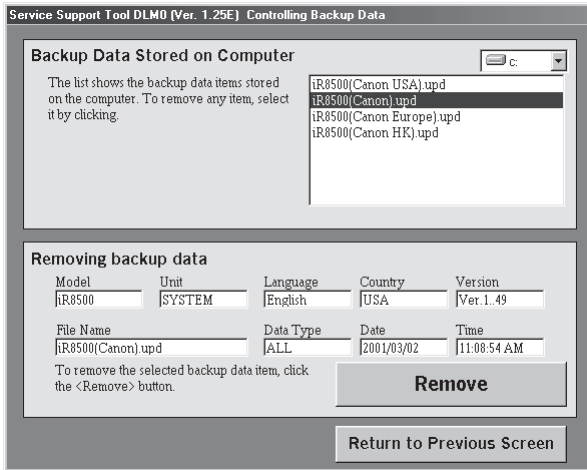 Service Support Tool DLM0 (Ver. 1.25E) Controlling Backup Data
Backup Data Stored on Computer
c:
The list shows the backup data items stored
on the computer. To remove any item, select
it by clicking.
iR8500(Canon USA).upd
iR8500(Canon).upd
iR8500(Canon Europe).upd
iR8500(Canon HK).upd
Removing backup data
Model Unit Language Country Version
iR8500 SYSTEM English USA Ver.1..49
File Name Data Type Date Time
iR8500(Canon).upd ALL 2001/03/02 11:08:54 AM
To remove the selected backup data item, click
the <Remove> button.
Remove
Return to Previous Screen